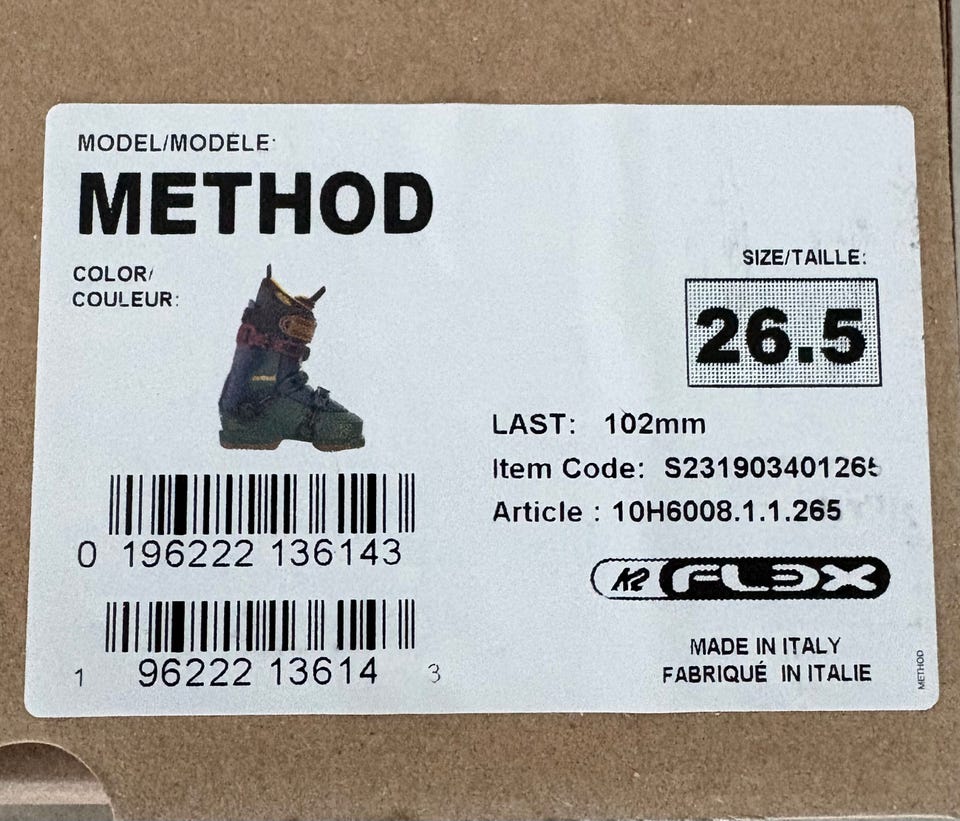 MODEL/MODÈLE:
METHOD
COLOR/
COULEUR:
SIZE/TAILLE:
26.5
LAST: 102mm
Item Code: S231903401265
Article : 10H6008.1.1.265
0 196222 136143
1 96222 13614 3
K2 FLEX
MADE IN ITALY
FABRIQUÉ IN ITALIE
METHOD